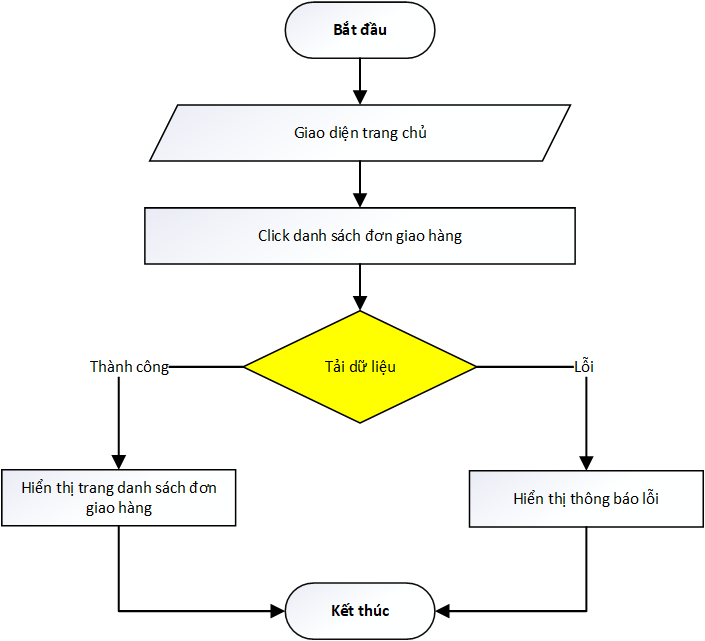 Bắt đầu
Giao diện trang chủ
Click danh sách đơn giao hàng
Tải dữ liệu
Thành công
Lỗi
Hiển thị trang danh sách đơn
giao hàng
Hiển thị thông báo lỗi
Kết thúc